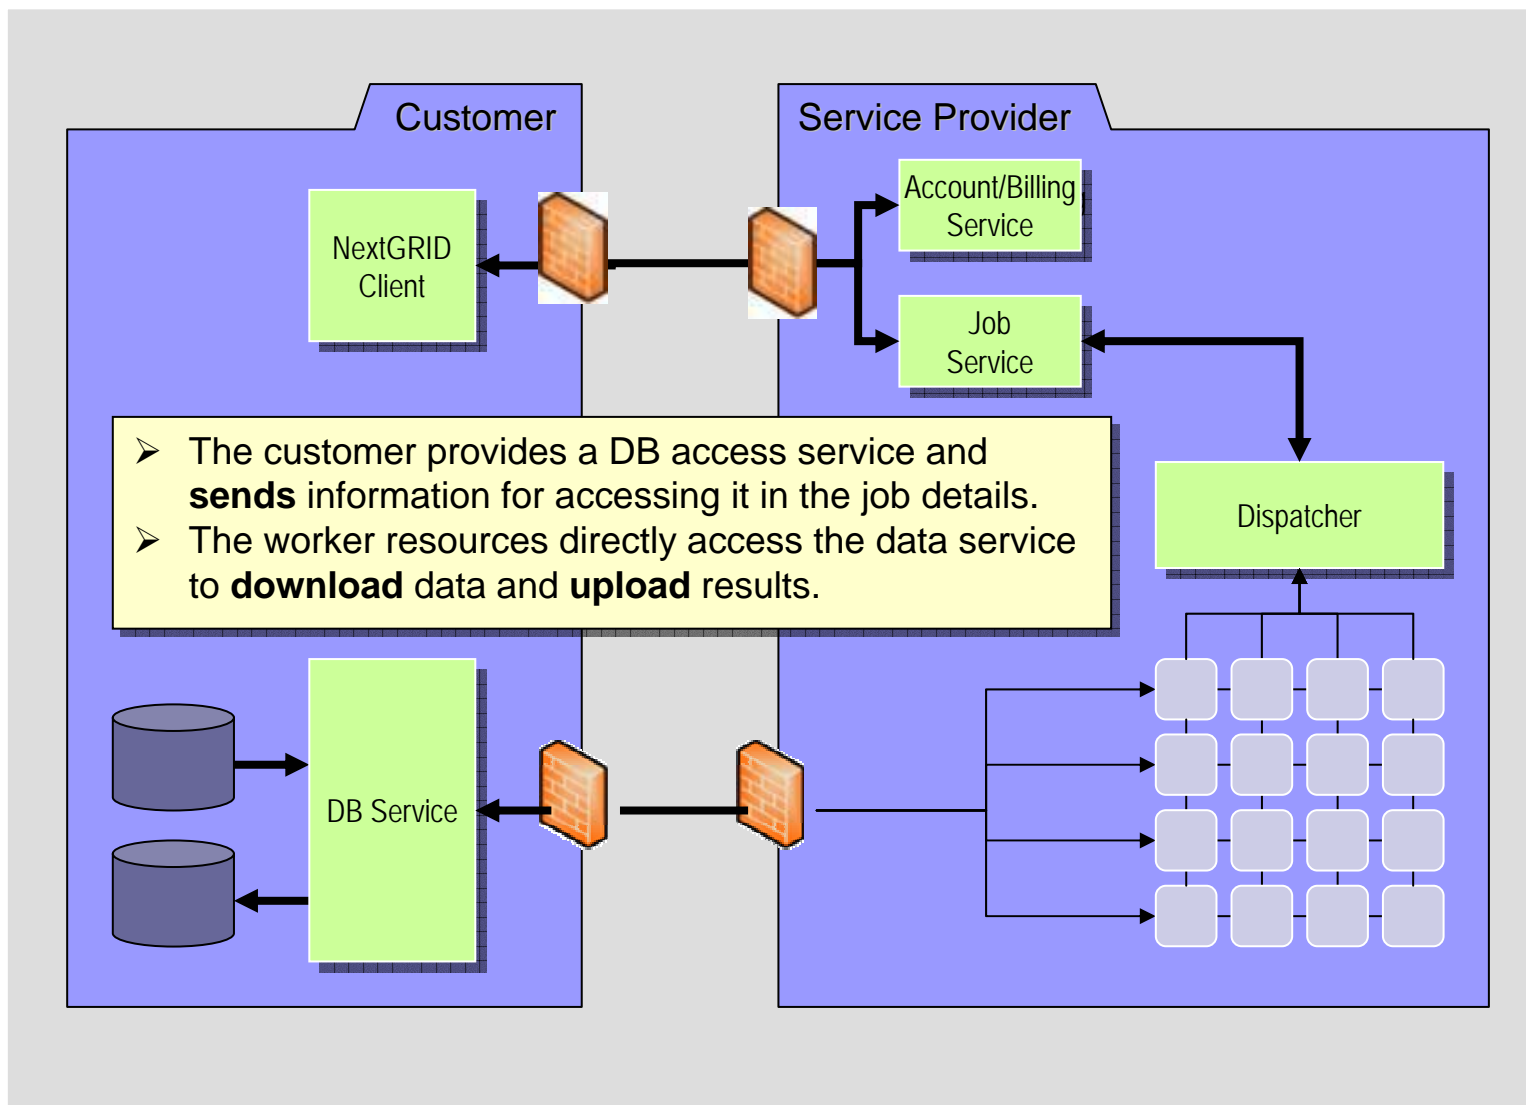 Customer
Service Provider
Account/Billing
Service
NextGRID
Client
Job
Service
➢ The customer provides a DB access service and
sends information for accessing it in the job details.
➢ The worker resources directly access the data service
to download data and upload results.
Dispatcher
DB Service